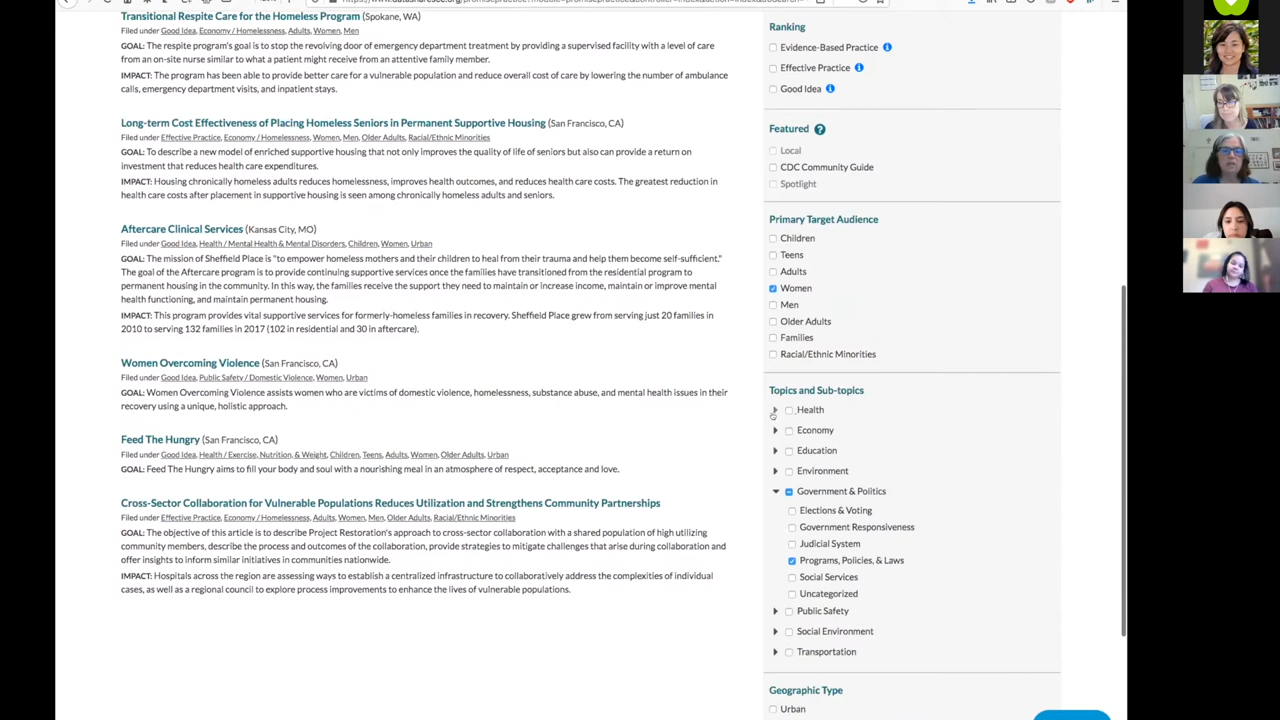 Transitional Respite Care for the Homeless Program (Spokane, WA)
Filed under Good Idea, Economy / Homelessness, Adults, Women, Men
GOAL: The respite program's goal is to stop the revolving door of emergency department treatment by providing a supervised facility with a level of care
from an on-site nurse similar to what a patient might receive from an attentive family member.
IMPACT: The program has been able to provide better care for a vulnerable population and reduce overall cost of care by lowering the number of ambulance
calls, emergency department visits, and inpatient stays.
Long-term Cost Effectiveness of Placing Homeless Seniors in Permanent Supportive Housing (San Francisco, CA)
Filed under Effective Practice, Economy / Homelessness, Women, Men, Older Adults, Racial/Ethnic Minorities
GOAL: To describe a new model of enriched supportive housing that not only improves the quality of life of seniors but also can provide a return on
investment that reduces health care expenditures.
IMPACT: Housing chronically homeless adults reduces homelessness, improves health outcomes, and reduces health care costs. The greatest reduction in
health care costs after placement in supportive housing is seen among chronically homeless adults and seniors.
Aftercare Clinical Services (Kansas City, MO)
Filed under Good Idea, Health / Mental Health & Mental Disorders, Children, Women, Urban
GOAL: The mission of Sheffield Place is "to empower homeless mothers and their children to heal from their trauma and help them become self-sufficient."
The goal of the Aftercare program is to provide continuing supportive services once the families have transitioned from the residential program to
permanent housing in the community. In this way, the families receive the support they need to maintain or increase income, maintain or improve mental
health functioning, and maintain permanent housing.
IMPACT: This program provides vital supportive services for formerly-homeless families in recovery. Sheffield Place grew from serving just 20 families in
2010 to serving 132 families in 2017 (102 in residential and 30 in aftercare).
Women Overcoming Violence (San Francisco, CA)
Filed under Good Idea, Public Safety / Domestic Violence, Women, Urban
GOAL: Women Overcoming Violence assists women who are victims of domestic violence, homelessness, substance abuse, and mental health issues in their
recovery using a unique, holistic approach.
Feed The Hungry (San Francisco, CA)
Filed under Good Idea, Health / Exercise, Nutrition, & Weight, Children, Teens, Adults, Women, Older Adults, Urban
GOAL: Feed The Hungry aims to fill your body and soul with a nourishing meal in an atmosphere of respect, acceptance and love.
Cross-Sector Collaboration for Vulnerable Populations Reduces Utilization and Strengthens Community Partnerships
Filed under Effective Practice, Economy / Homelessness, Adults, Women, Men, Older Adults, Racial/Ethnic Minorities
GOAL: The objective of this article is to describe Project Restoration's approach to cross-sector collaboration with a shared population of high utilizing
community members, describe the process and outcomes of the collaboration, provide strategies to mitigate challenges that arise during collaboration and
offer insights to inform similar initiatives in communities nationwide.
IMPACT: Hospitals across the region are assessing ways to establish a centralized infrastructure to collaboratively address the complexities of individual
cases, as well as a regional council to explore process improvements to enhance the lives of vulnerable populations.
Ranking
Evidence-Based Practice
Effective Practice
Good Idea
Featured
Local
CDC Community Guide
Spotlight
Primary Target Audience
Children
Teens
Adults
Women
Men
Older Adults
Families
Racial/Ethnic Minorities
Topics and Sub-topics
Health
Economy
Education
Environment
Government & Politics
Elections & Voting
Government Responsiveness
Judicial System
Programs, Policies, & Laws
Social Services
Uncategorized
Public Safety
Social Environment
Transportation
Geographic Type
Urban